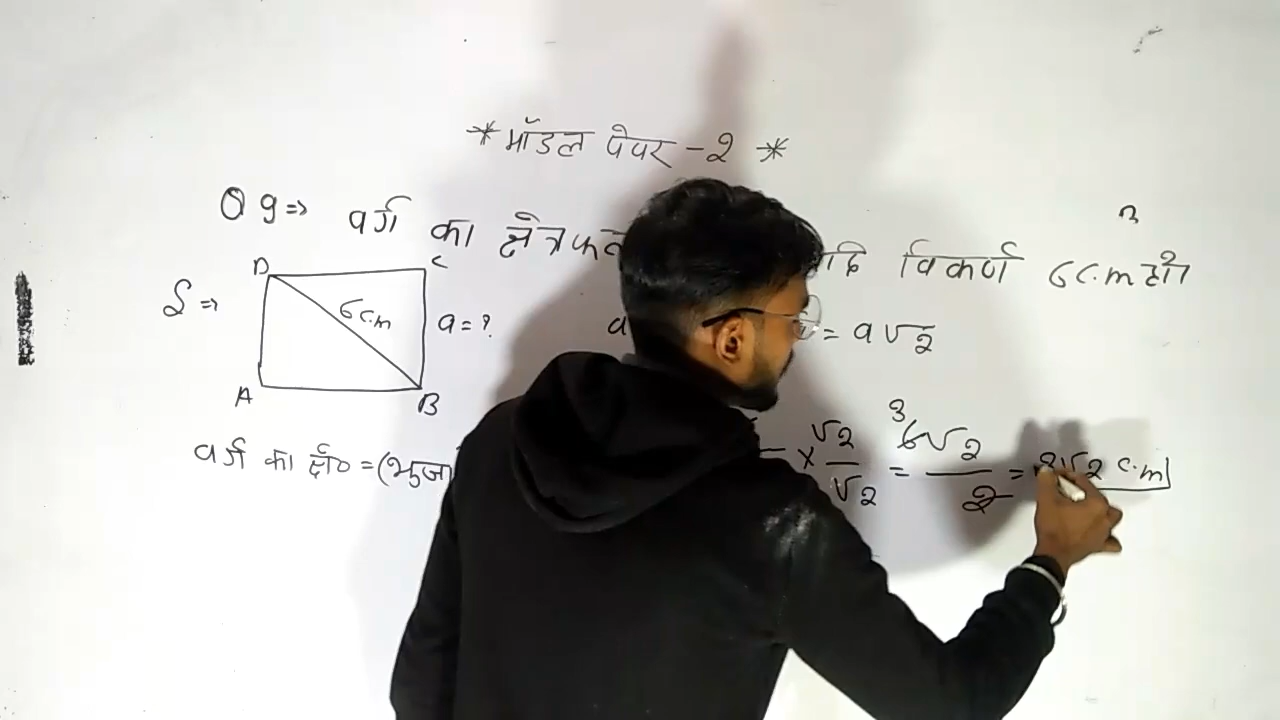 * मॉडल पेपर - 2 *
Q 9 ⇒ वर्ग का क्षेत्रफल यदि विकर्ण 6 c.m हो।
S ⇒
D C
6 c.m a = ?
A B
= a√2
× √2/√2 = 6√2/2 = 3√2 c.m
3
वर्ग का क्षे० = (भुजा